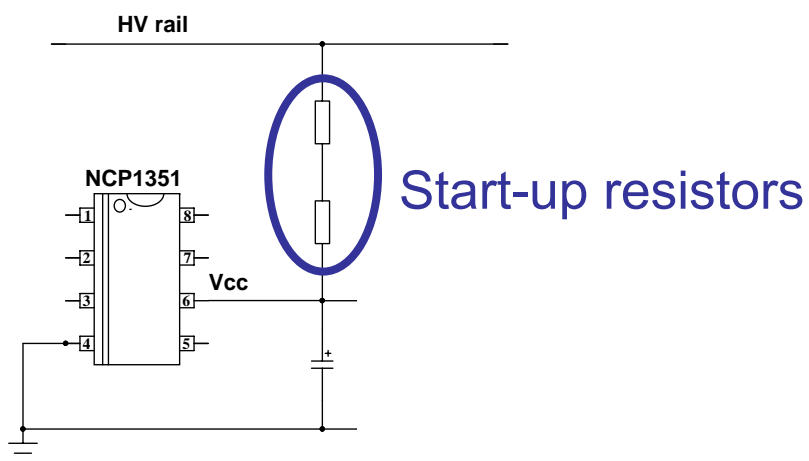 HV rail
NCP1351
Start-up resistors
1 8
2 7
Vcc
3 6
4 5
+